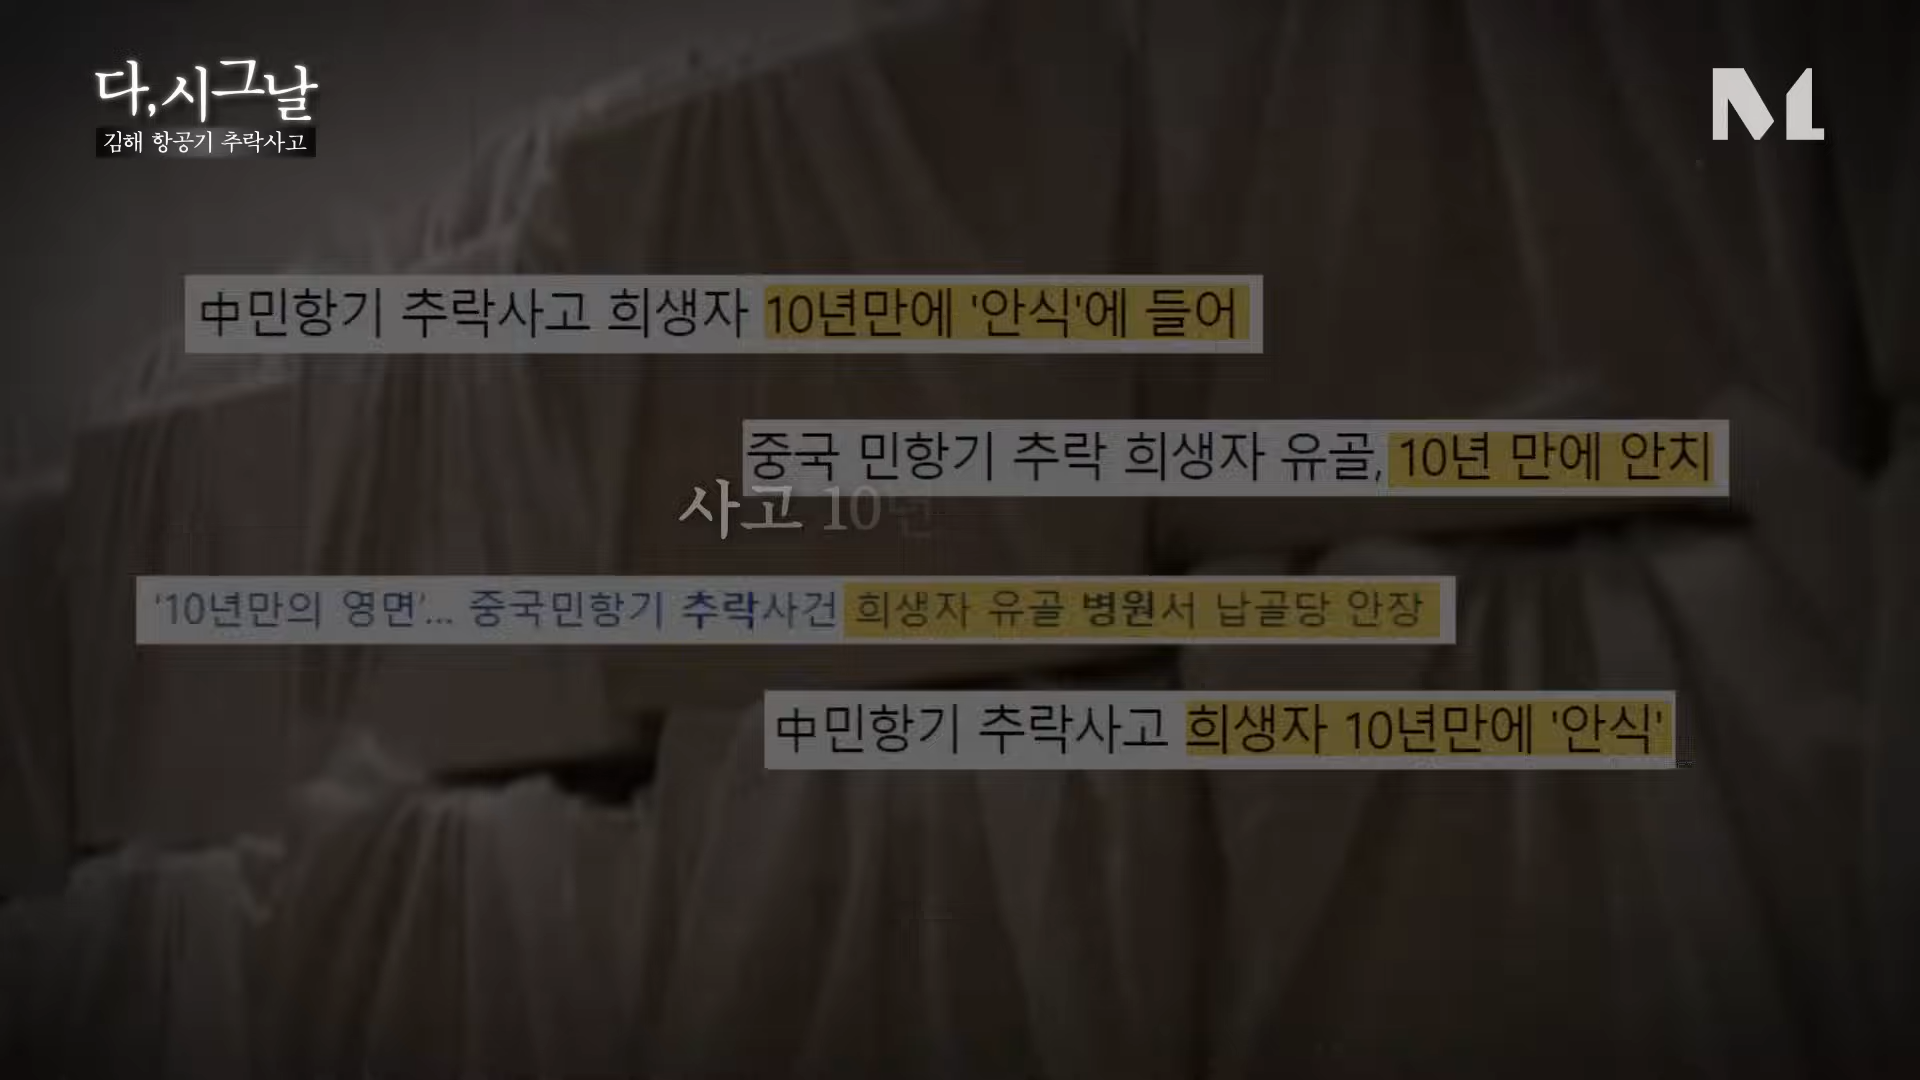 다, 시그날
김해 항공기 추락사고
ML
中민항기 추락사고 희생자 10년만에 '안식'에 들어
중국 민항기 추락 희생자 유골, 10년 만에 안치
사고 10년
'10년만의 영면'... 중국민항기 추락사건 희생자 유골 병원서 납골당 안장
中민항기 추락사고 희생자 10년만에 '안식'